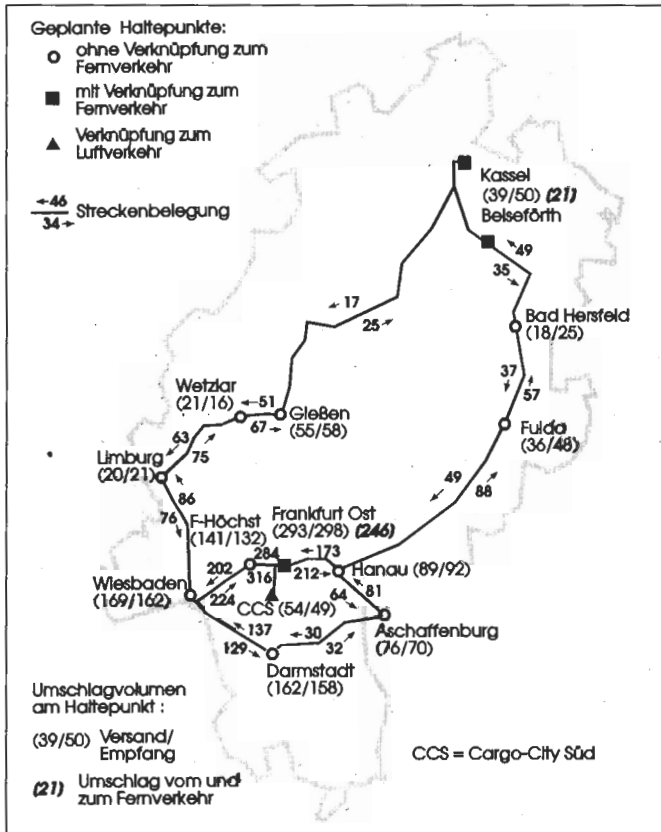 Geplante Haltepunkte:
ohne Verknüpfung zum
Fernverkehr
mit Verknüpfung zum
Fernverkehr
Verknüpfung zum
Luftverkehr
←46
34→ Streckenbelegung
Kassel
(39/50) (21)
Beiseförth
49
35
17
25
Bad Hersfeld
(18/25)
37
57
Wetzlar
(21/16)
51
67
Gießen
(55/58)
Fulda
(36/48)
63
75
Limburg
(20/21)
49
88
86
76
F-Höchst
(141/132)
Frankfurt Ost
(293/298) (246)
284
316
173
212
Hanau (89/92)
202
224
Wiesbaden
(169/162)
CCS (54/49)
64
81
Aschaffenburg
(76/70)
137
129
30
32
Darmstadt
(162/158)
Umschlagvolumen
am Haltepunkt :
(39/50) Versand/
Empfang
(21) Umschlag vom und
zum Fernverkehr
CCS = Cargo-City Süd